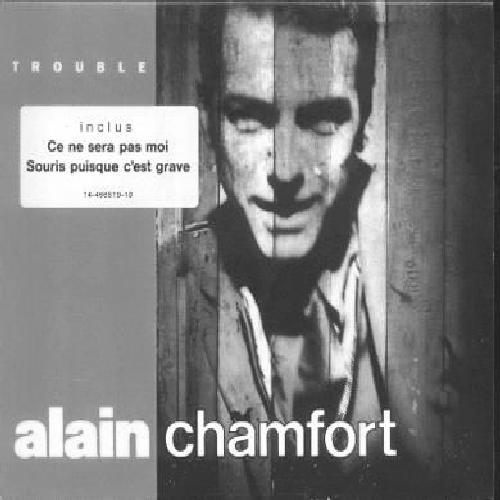 TROUBLE
inclus
Ce ne sera pas moi
Souris puisque c'est grave
alain chamfort